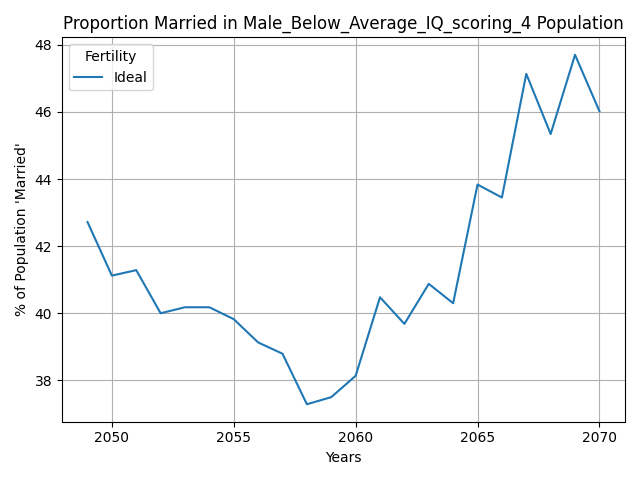 Proportion Married in Male_Below_Average_IQ_scoring_4 Population
Fertility
Ideal
% of Population 'Married'
48
46
44
42
40
38
2050 2055 2060 2065 2070
Years